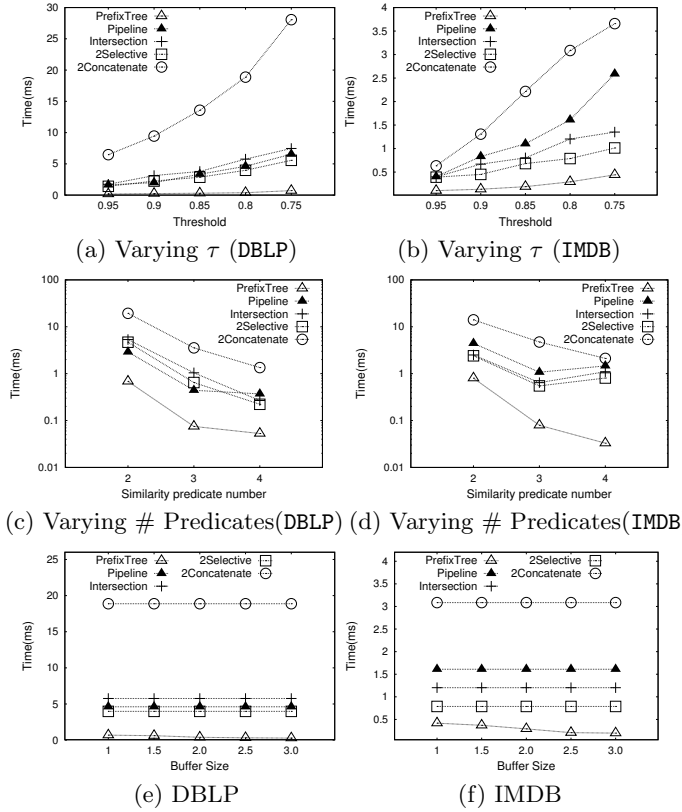 PrefixTree
Pipeline
Intersection
2Selective
2Concatenate
Time(ms)
30
25
20
15
10
5
0
0.95 0.9 0.85 0.8 0.75
Threshold
(a) Varying τ (DBLP)
PrefixTree
Pipeline
Intersection
2Selective
2Concatenate
Time(ms)
4
3.5
3
2.5
2
1.5
1
0.5
0.95 0.9 0.85 0.8 0.75
Threshold
(b) Varying τ (IMDB)
PrefixTree
Pipeline
Intersection
2Selective
2Concatenate
Time(ms)
100
10
1
0.1
0.01
2 3 4
Similarity predicate number
(c) Varying # Predicates(DBLP)
PrefixTree
Pipeline
Intersection
2Selective
2Concatenate
Time(ms)
100
10
1
0.1
0.01
2 3 4
Similarity predicate number
(d) Varying # Predicates(IMDB
PrefixTree 2Selective
Pipeline 2Concatenate
Intersection
Time(ms)
25
20
15
10
5
0
1 1.5 2.0 2.5 3.0
Buffer Size
(e) DBLP
PrefixTree 2Selective
Pipeline 2Concatenate
Intersection
Time(ms)
4
3.5
3
2.5
2
1.5
1
0.5
1 1.5 2.0 2.5 3.0
Buffer Size
(f) IMDB